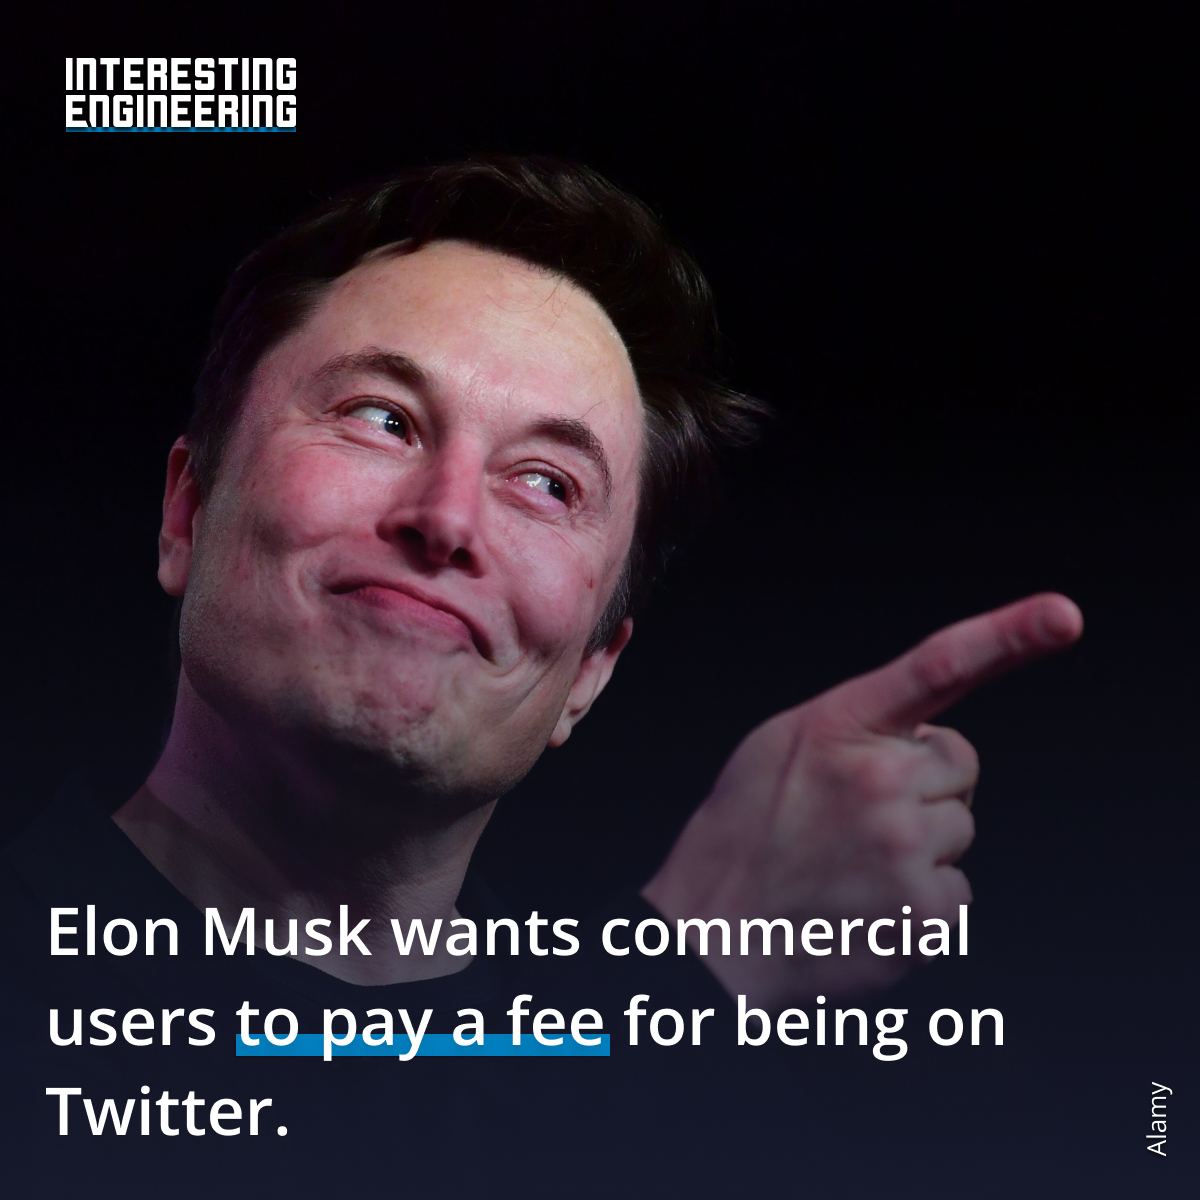 INTERESTING
ENGINEERING
Elon Musk wants commercial
users to pay a fee for being on
Twitter.
Alamy